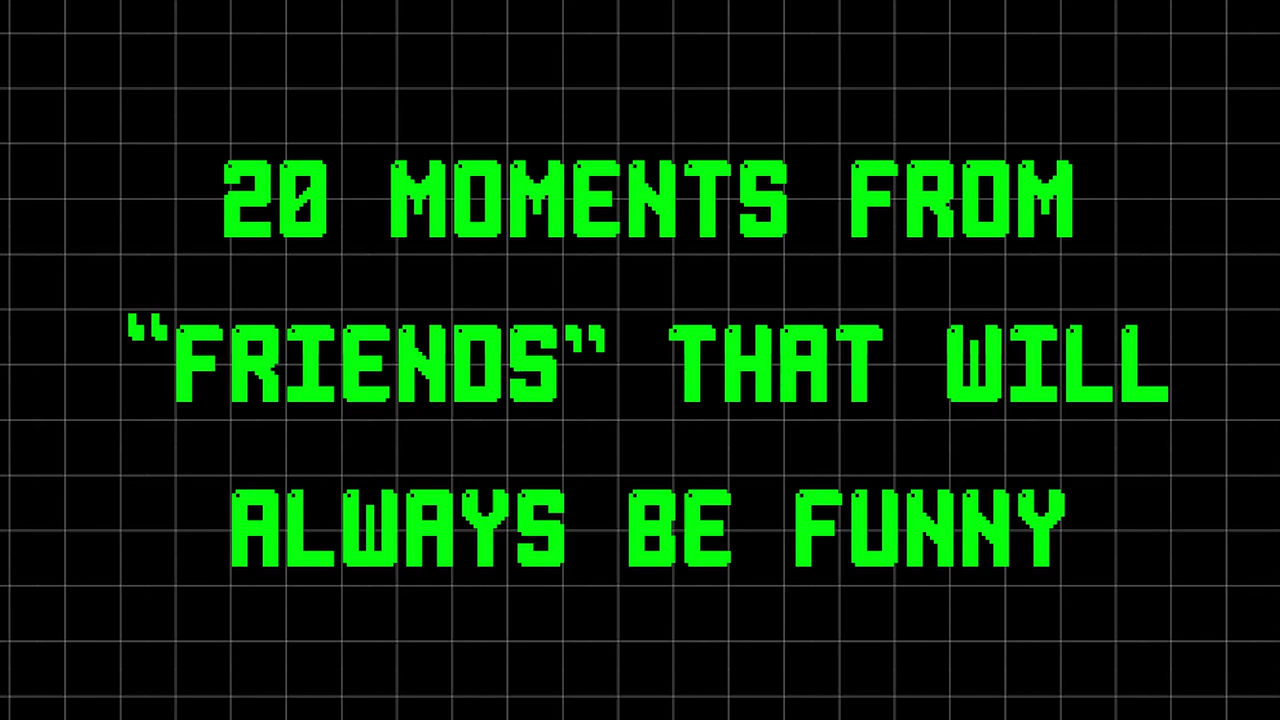 20 MOMENTS FROM
“FRIENDS” THAT WILL
ALWAYS BE FUNNY